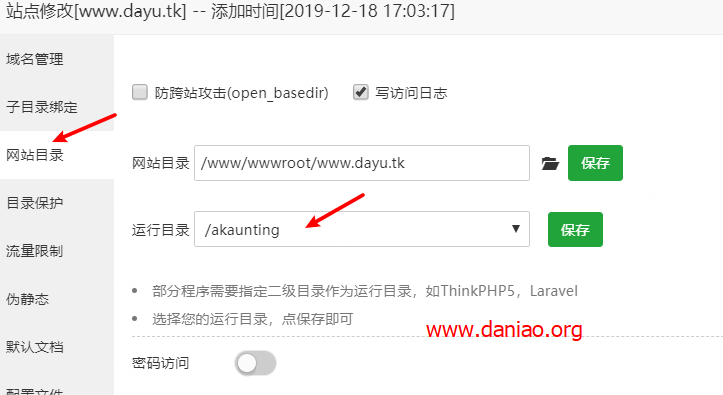 站点修改[www.dayu.tk] -- 添加时间[2019-12-18 17:03:17]
域名管理
子目录绑定
网站目录
目录保护
流量限制
伪静态
默认文档
配置文件
防跨站攻击(open_basedir) 写访问日志
网站目录 /www/wwwroot/www.dayu.tk 保存
运行目录 /akaunting 保存
部分程序需要指定二级目录作为运行目录，如ThinkPHP5，Laravel
选择您的运行目录，点保存即可
www.daniao.org
密码访问